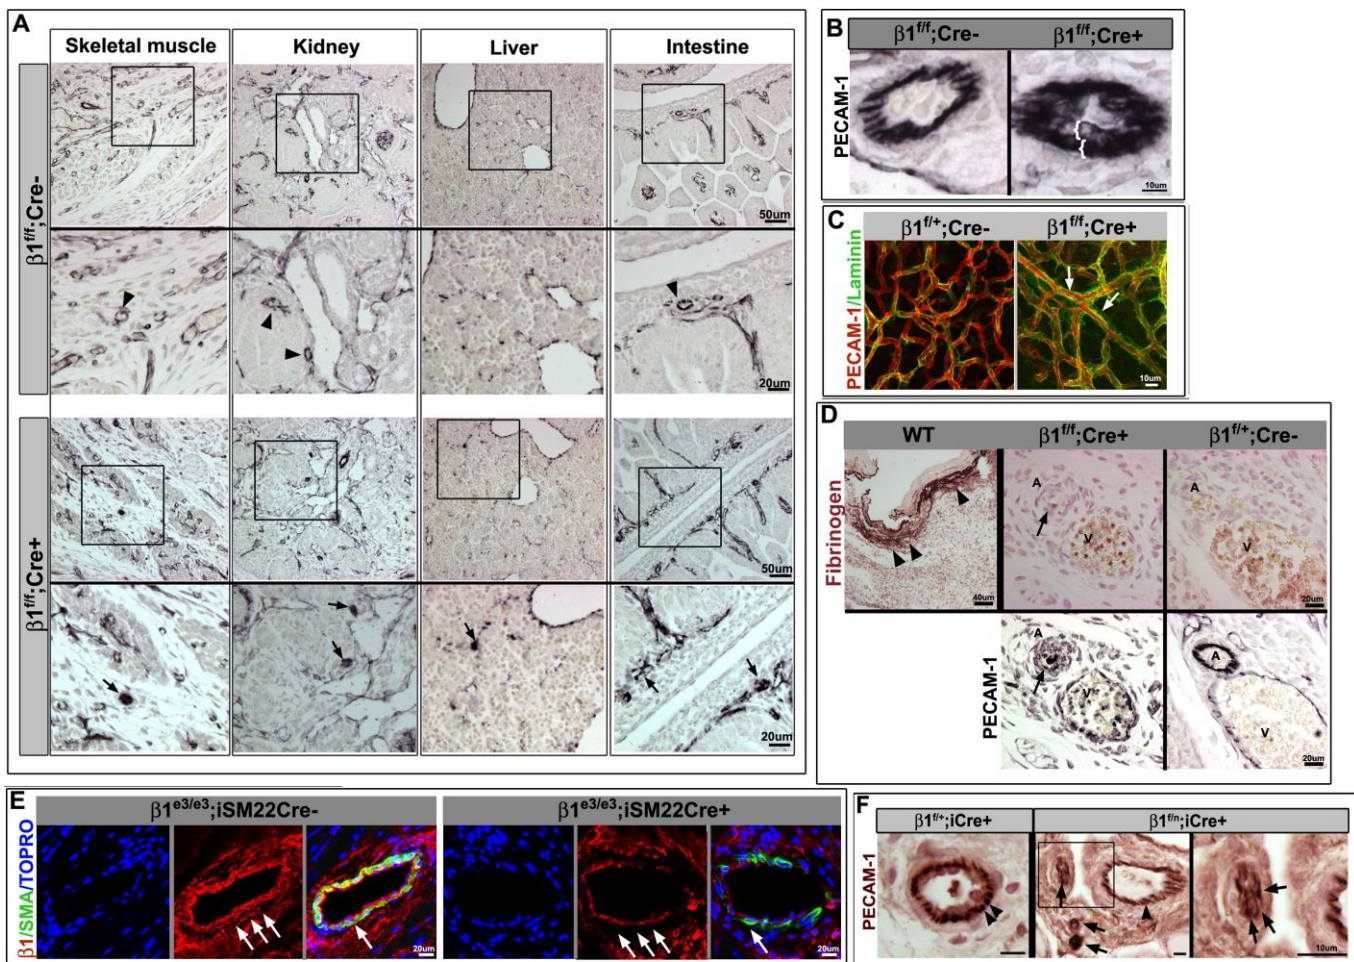 A
Skeletal muscle Kidney Liver Intestine
β1f/f;Cre-
50um
20um
β1f/f;Cre+
50um
20um
B
β1f/f;Cre- β1f/f;Cre+
PECAM-1
{
{
10um
C
β1f/+;Cre- β1f/f;Cre+
PECAM-1/Laminin
10um
D
WT β1f/f;Cre+ β1f/+;Cre-
Fibrinogen
A
V
A
V
40um
20um
PECAM-1
A
V
A
V
20um
E
β1e3/e3;iSM22Cre- β1e3/e3;iSM22Cre+
β1/SMA/TOPRO
20um
20um
F
β1f/+;iCre+ β1f/n;iCre+
PECAM-1
10um